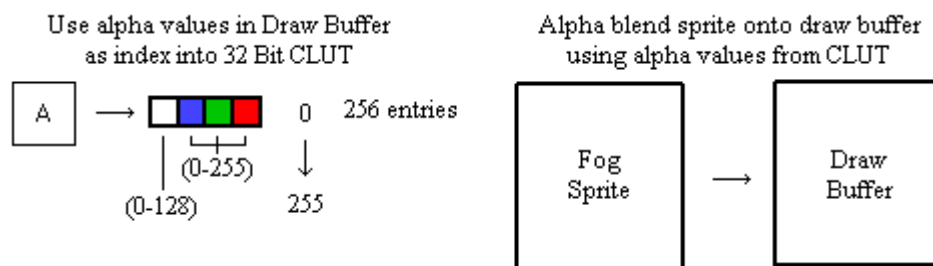 Use alpha values in Draw Buffer
as index into 32 Bit CLUT
A
0
256 entries
(0-255)
(0-128)
255
Alpha blend sprite onto draw buffer
using alpha values from CLUT
Fog
Sprite
Draw
Buffer